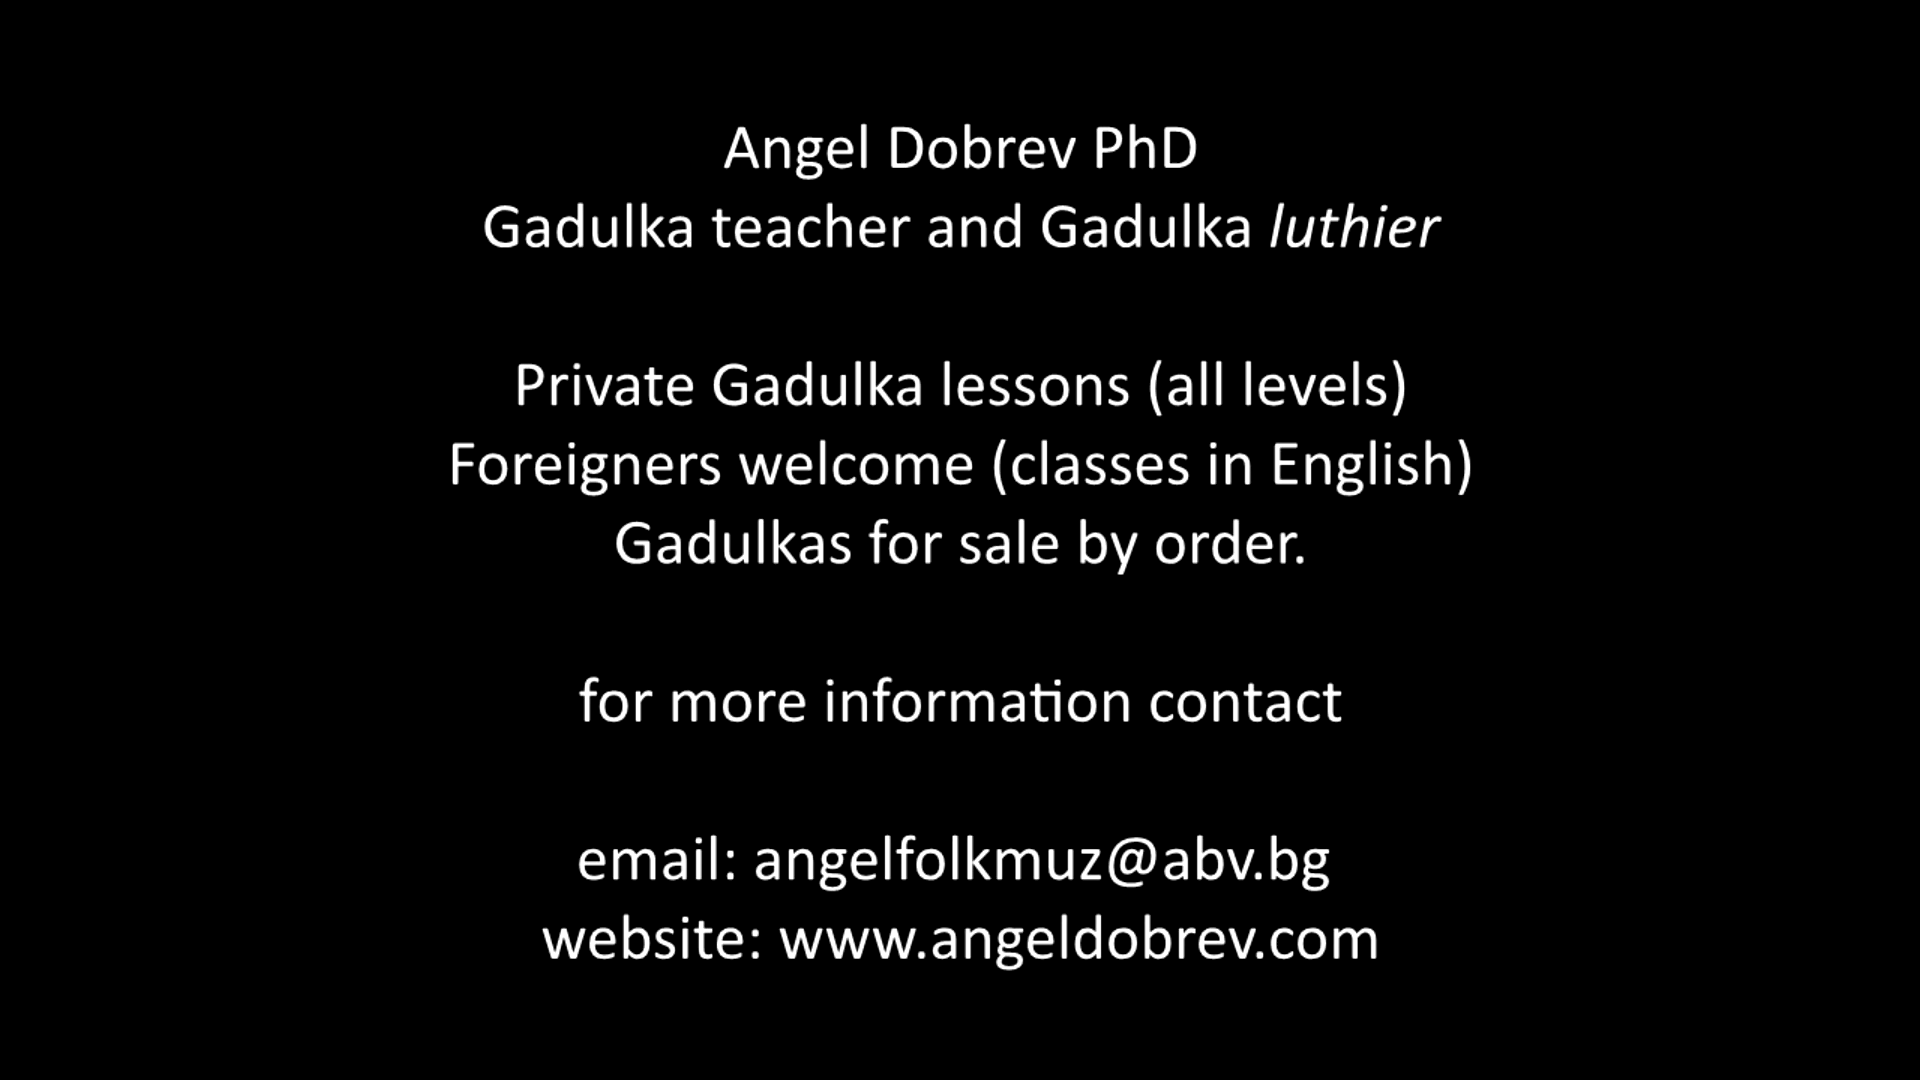 Angel Dobrev PhD
Gadulka teacher and Gadulka luthier
Private Gadulka lessons (all levels)
Foreigners welcome (classes in English)
Gadulkas for sale by order.
for more information contact
email: angelfolkmuz@abv.bg
website: www.angeldobrev.com